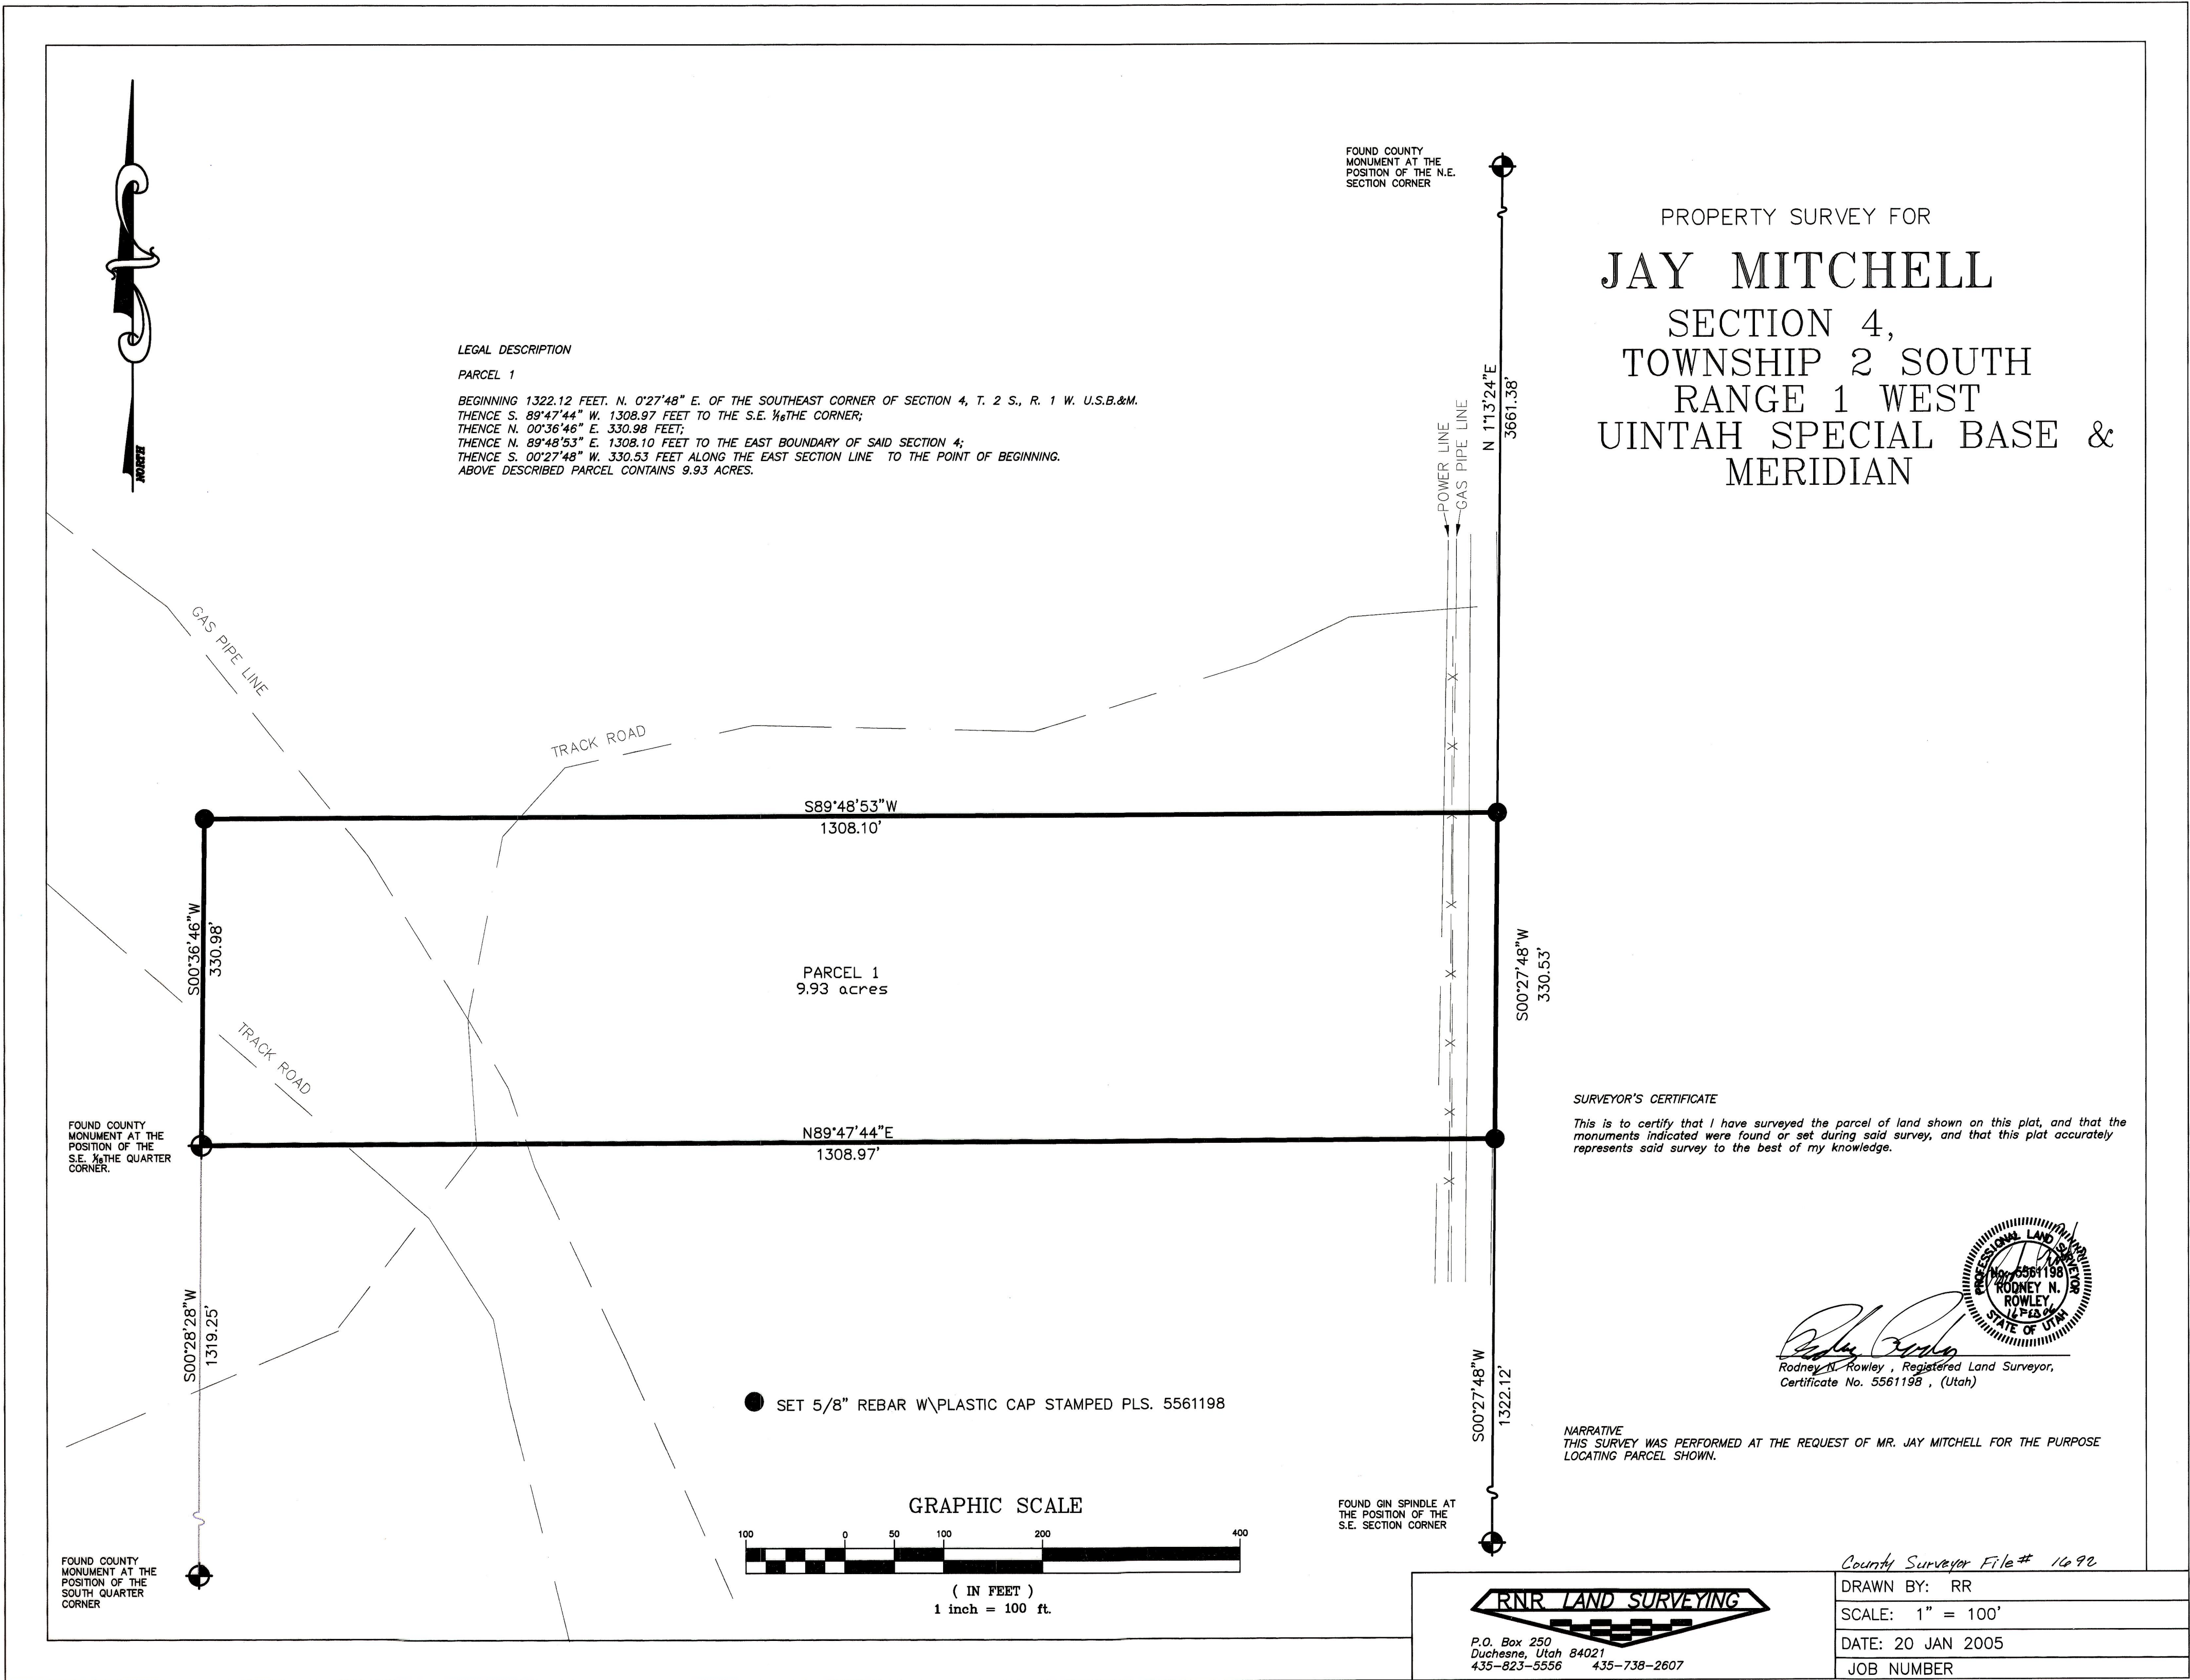 FOUND COUNTY
MONUMENT AT THE
POSITION OF THE N.E.
SECTION CORNER
PROPERTY SURVEY FOR
JAY MITCHELL
SECTION 4,
TOWNSHIP 2 SOUTH
RANGE 1 WEST
UINTAH SPECIAL BASE &
MERIDIAN
NORTH
LEGAL DESCRIPTION
PARCEL 1
BEGINNING 1322.12 FEET. N. 0°27'48" E. OF THE SOUTHEAST CORNER OF SECTION 4, T. 2 S., R. 1 W. U.S.B.&M.
THENCE S. 89°47'44" W. 1308.97 FEET TO THE S.E. 1/16THE CORNER;
THENCE N. 00°36'46" E. 330.98 FEET;
THENCE N. 89°48'53" E. 1308.10 FEET TO THE EAST BOUNDARY OF SAID SECTION 4;
THENCE S. 00°27'48" W. 330.53 FEET ALONG THE EAST SECTION LINE TO THE POINT OF BEGINNING.
ABOVE DESCRIBED PARCEL CONTAINS 9.93 ACRES.
N 1°13'24"E
3661.38'
POWER LINE
GAS PIPE LINE
GAS PIPE LINE
TRACK ROAD
S89°48'53"W
1308.10'
S00°36'46"W
330.98'
PARCEL 1
9.93 acres
S00°27'48"W
330.53'
TRACK ROAD
FOUND COUNTY
MONUMENT AT THE
POSITION OF THE
S.E. 1/16THE QUARTER
CORNER.
N89°47'44"E
1308.97'
SURVEYOR'S CERTIFICATE
This is to certify that I have surveyed the parcel of land shown on this plat, and that the
monuments indicated were found or set during said survey, and that this plat accurately
represents said survey to the best of my knowledge.
PROFESSIONAL LAND SURVEYOR
No. 5561198
RODNEY N.
ROWLEY
STATE OF UTAH
Rodney N. Rowley , Registered Land Surveyor,
Certificate No. 5561198 , (Utah)
S00°28'28"W
1319.25'
S00°27'48"W
1322.12'
SET 5/8" REBAR W\PLASTIC CAP STAMPED PLS. 5561198
NARRATIVE
THIS SURVEY WAS PERFORMED AT THE REQUEST OF MR. JAY MITCHELL FOR THE PURPOSE
LOCATING PARCEL SHOWN.
GRAPHIC SCALE
100 0 50 100 200 400
( IN FEET )
1 inch = 100 ft.
FOUND GIN SPINDLE AT
THE POSITION OF THE
S.E. SECTION CORNER
FOUND COUNTY
MONUMENT AT THE
POSITION OF THE
SOUTH QUARTER
CORNER
County Surveyor File# 1692
RNR LAND SURVEYING
P.O. Box 250
Duchesne, Utah 84021
435-823-5556 435-738-2607
DRAWN BY: RR
SCALE: 1" = 100'
DATE: 20 JAN 2005
JOB NUMBER